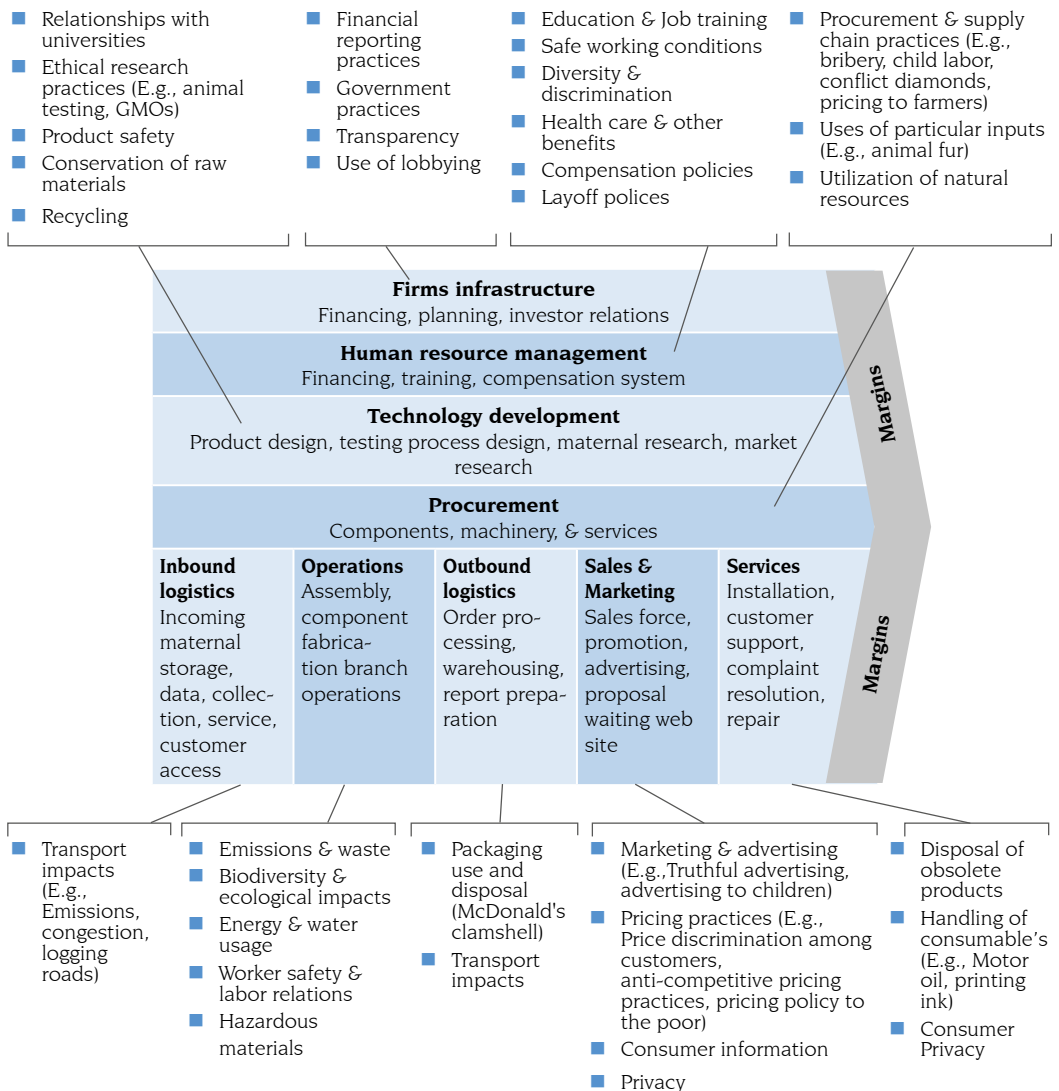 Relationships with
universities
Ethical research
practices (E.g., animal
testing, GMOs)
Product safety
Conservation of raw
materials
Recycling
Financial
reporting
practices
Government
practices
Transparency
Use of lobbying
Education & Job training
Safe working conditions
Diversity &
discrimination
Health care & other
benefits
Compensation policies
Layoff polices
Procurement & supply
chain practices (E.g.,
bribery, child labor,
conflict diamonds,
pricing to farmers)
Uses of particular inputs
(E.g., animal fur)
Utilization of natural
resources
Firms infrastructure
Financing, planning, investor relations
Human resource management
Financing, training, compensation system
Technology development
Product design, testing process design, maternal research, market
research
Procurement
Components, machinery, & services
Margins
Inbound
logistics
Incoming
maternal
storage,
data, collec-
tion, service,
customer
access
Operations
Assembly,
component
fabrica-
tion branch
operations
Outbound
logistics
Order pro-
cessing,
warehousing,
report prepa-
ration
Sales &
Marketing
Sales force,
promotion,
advertising,
proposal
waiting web
site
Services
Installation,
customer
support,
complaint
resolution,
repair
Margins
Transport
impacts
(E.g.,
Emissions,
congestion,
logging
roads)
Emissions & waste
Biodiversity &
ecological impacts
Energy & water
usage
Worker safety &
labor relations
Hazardous
materials
Packaging
use and
disposal
(McDonald's
clamshell)
Transport
impacts
Marketing & advertising
(E.g.,Truthful advertising,
advertising to children)
Pricing practices (E.g.,
Price discrimination among
customers,
anti-competitive pricing
practices, pricing policy to
the poor)
Consumer information
Privacy
Disposal of
obsolete
products
Handling of
consumable's
(E.g., Motor
oil, printing
ink)
Consumer
Privacy